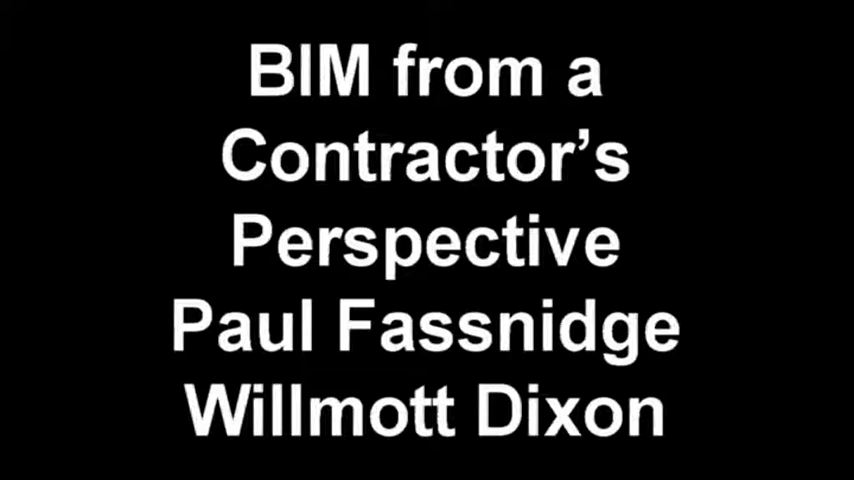 BIM from a
Contractor’s
Perspective
Paul Fassnidge
Willmott Dixon